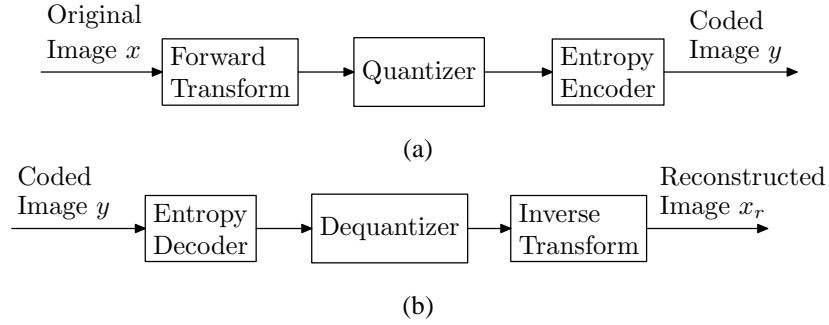 Original
Image x
Forward
Transform
Quantizer
Entropy
Encoder
Coded
Image y
(a)
Coded
Image y
Entropy
Decoder
Dequantizer
Inverse
Transform
Reconstructed
Image x_r
(b)